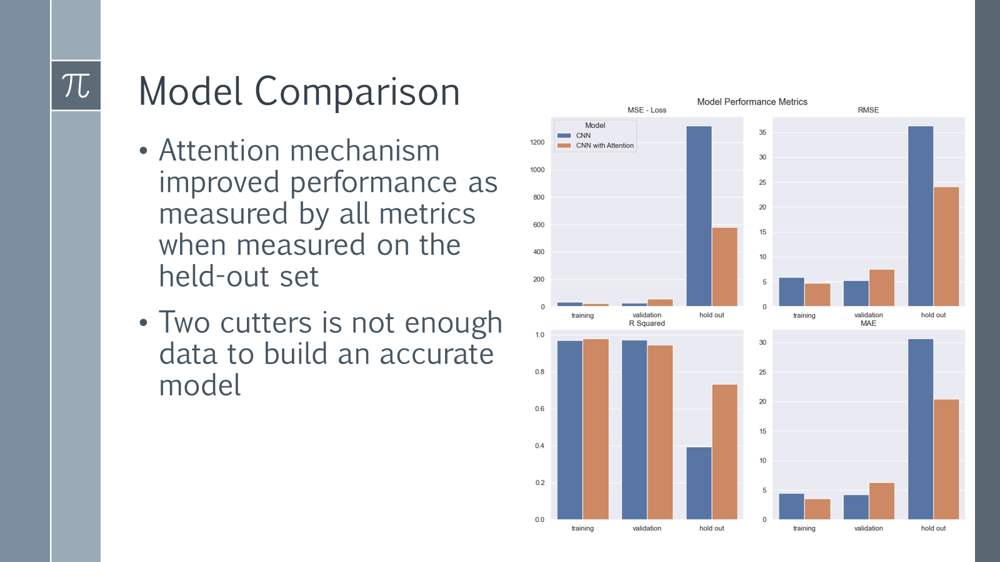 π
Model Comparison
• Attention mechanism
improved performance as
measured by all metrics
when measured on the
held-out set
• Two cutters is not enough
data to build an accurate
model
Model Performance Metrics
MSE - Loss
Model
CNN
CNN with Attention
1200
1000
800
600
400
200
0
training validation hold out
RMSE
35
30
25
20
15
10
5
0
training validation hold out
R Squared
1.0
0.8
0.6
0.4
0.2
0.0
training validation hold out
MAE
30
25
20
15
10
5
0
training validation hold out